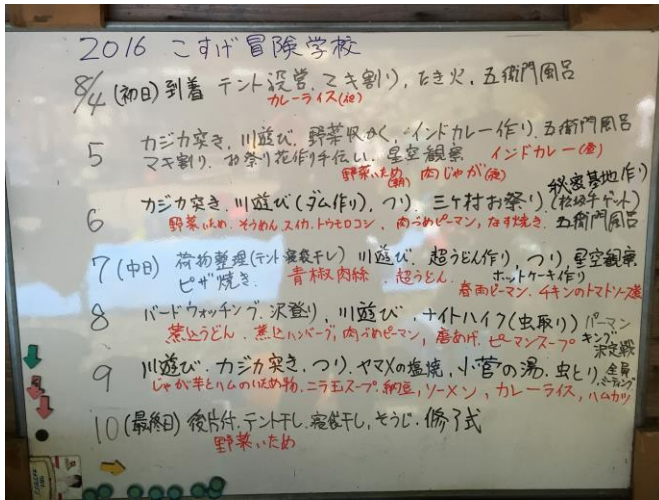 2016 こすげ冒険学校
8/4 (初日) 到着 テント設営、マキ割り、たき火、五衛門風呂
カレーライス(夜)
5 カジカ突き、川遊び、野菜収かく、インドカレー作り、五衛門風呂
マキ割り、お祭り花作り手伝い、星空観察 インドカレー(昼)
野菜いため(朝) 肉じゃが(夜)
秘密基地(作り)
6 カジカ突き、川遊び(ダム作り)、つり、三ヶ村お祭り(松坂チゲット)
野菜いため、そうめん、スイカ、トウモロコシ、肉づめピーマン、なす焼き、五衛門風呂
7 (中日) 荷物整理(テント寝袋干し) 川遊び、超うどん作り、つり、星空観察
ピザ焼き、 青椒肉絲、超うどん、 ホットケーキ作り
春雨ピーマン、チキンのトマトソース煮
8 バードウォッチング、沢登り、川遊び、ナイトハイク(虫取り) ピーマン
煮込うどん、煮込ハンバーグ、肉づめピーマン、唐あげ、ピーマンスープ キング
決定戦
9 川遊び、カジカ突き、つり、ヤマメの塩焼、小菅の湯、虫とり、全員
ミーティング
じゃが芋とハムのいため物、ニラ玉スープ、納豆、ソーメン、カレーライス、ハムカツ
10 (最終日) 後片付、テント干し、寝袋干し、そうじ、修了式
野菜いため